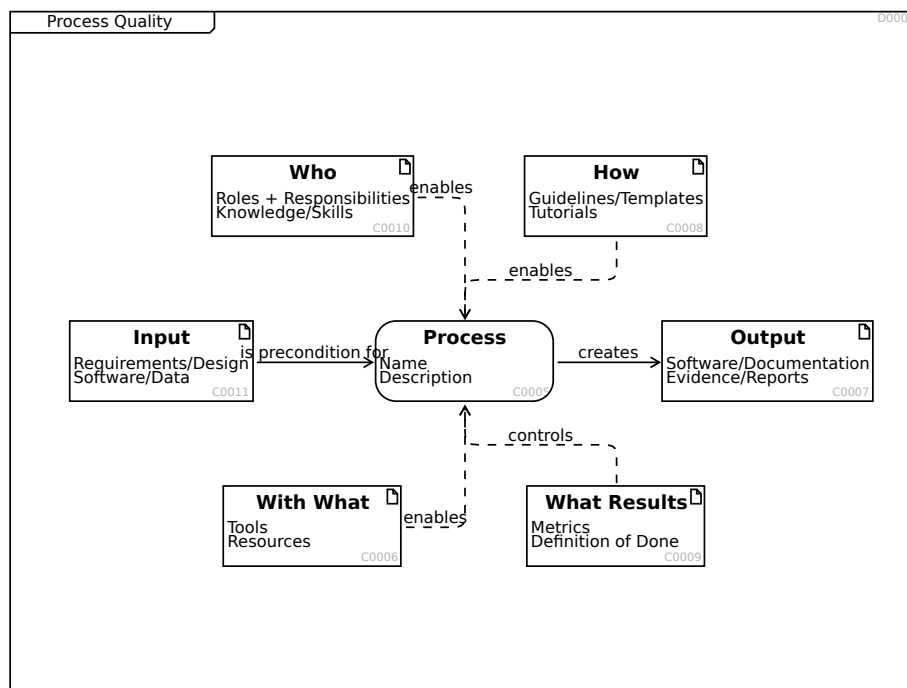 Process Quality
D000
Who
Roles + Responsibilities
Knowledge/Skills
C0010
enables
How
Guidelines/Templates
Tutorials
C0008
enables
Input
Requirements/Design
Software/Data
C0011
is precondition for
Process
Name
Description
C0005
creates
Output
Software/Documentation
Evidence/Reports
C0007
controls
With What
Tools
Resources
C0006
enables
What Results
Metrics
Definition of Done
C0009